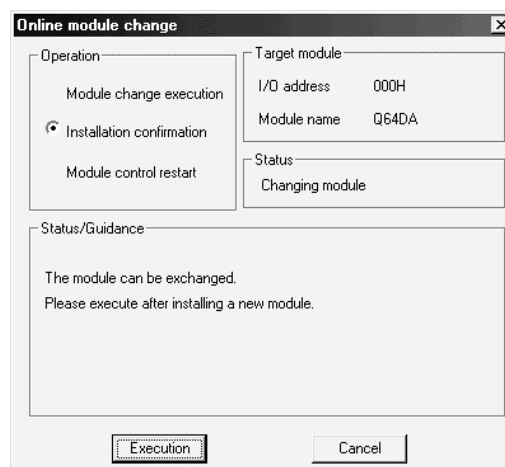 Online module change
Operation
Module change execution
Installation confirmation
Module control restart
Target module
I/O address 000H
Module name Q64DA
Status
Changing module
Status/Guidance
The module can be exchanged.
Please execute after installing a new module.
Execution Cancel